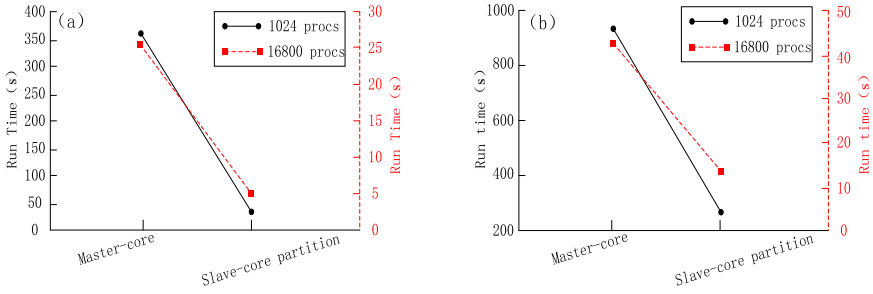 (a)
1024 procs
16800 procs
Run Time (s)
400
350
300
250
200
150
100
50
0
30
25
20
15
10
5
0
Run Time (s)
Master-core
Slave-core partition
(b)
1024 procs
16800 procs
Run time (s)
1000
800
600
400
200
50
40
30
20
10
0
Run time (s)
Master-core
Slave-core partition